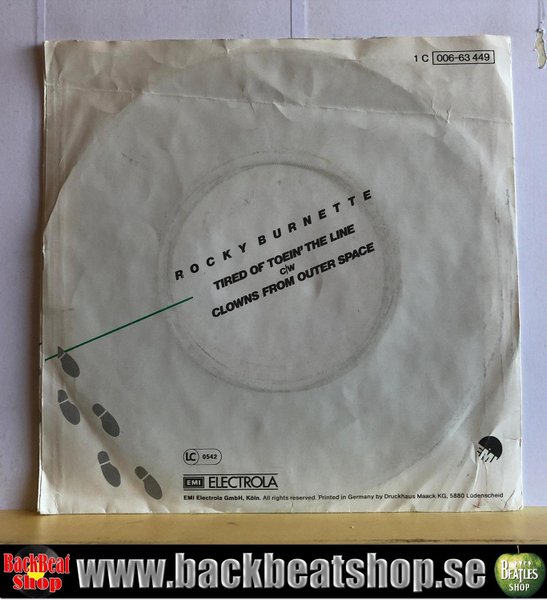 1 C 006-63 449
ROCKY BURNETTE
TIRED OF TOEIN' THE LINE
c/w
CLOWNS FROM OUTER SPACE
LC 0542
EMI ELECTROLA
EMI
EMI Electrola GmbH, Köln. All rights reserved. Printed in Germany by Druckhaus Maack KG, 5880 Lüdenscheid
BackBeat
Shop
www.backbeatshop.se
BEATLES
SHOP